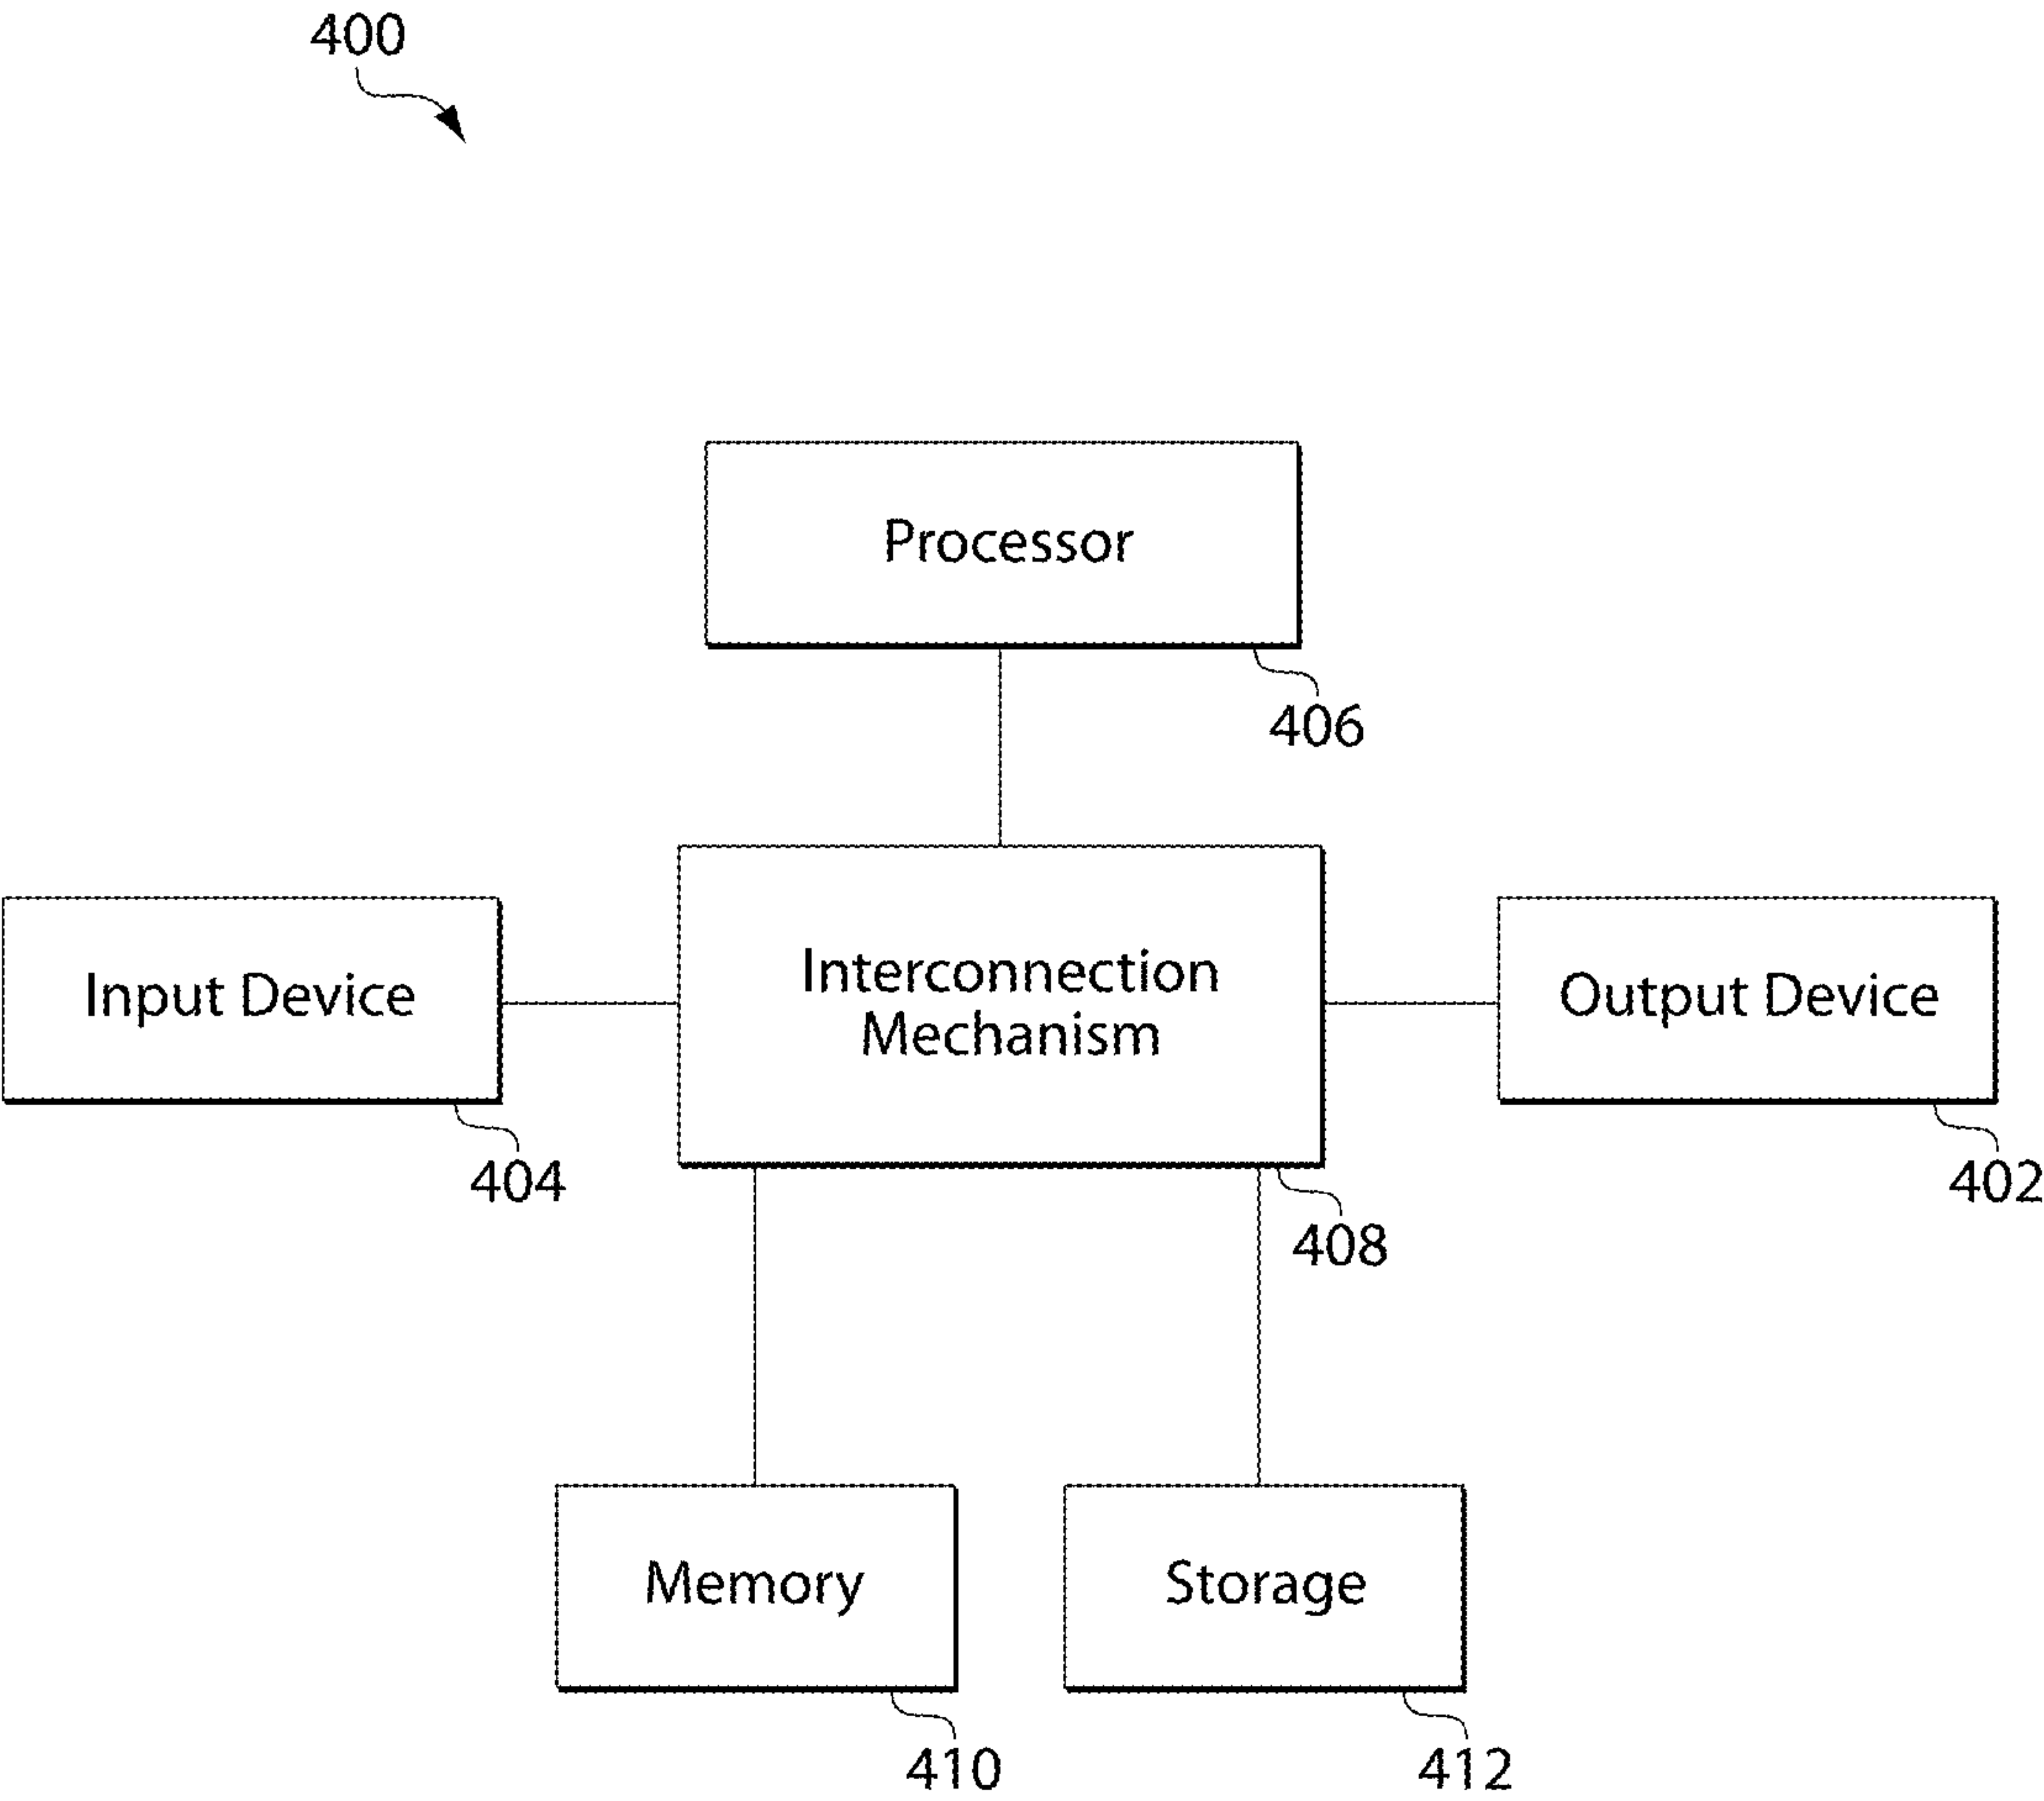 400
Processor
406
Interconnection
Mechanism
Input Device
Output Device
404
402
408
Memory
Storage
410
412